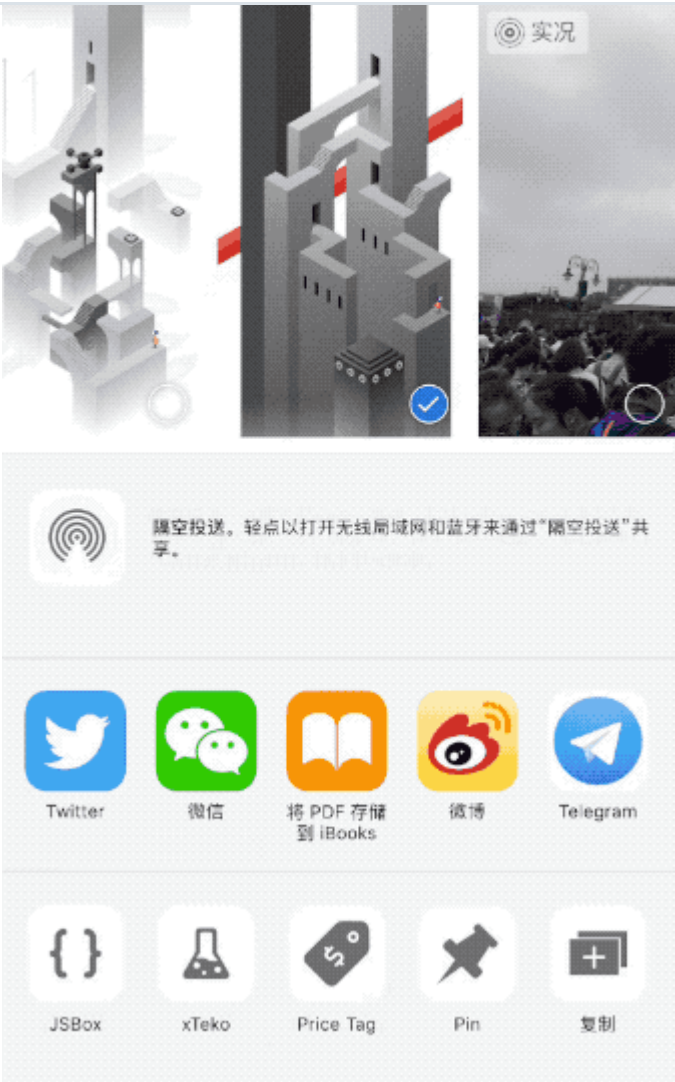 实况
隔空投送。轻点以打开无线局域网和蓝牙来通过“隔空投送”共
享。
Twitter
微信
将 PDF 存储
到 iBooks
微博
Telegram
JSBox
xTeko
Price Tag
Pin
复制